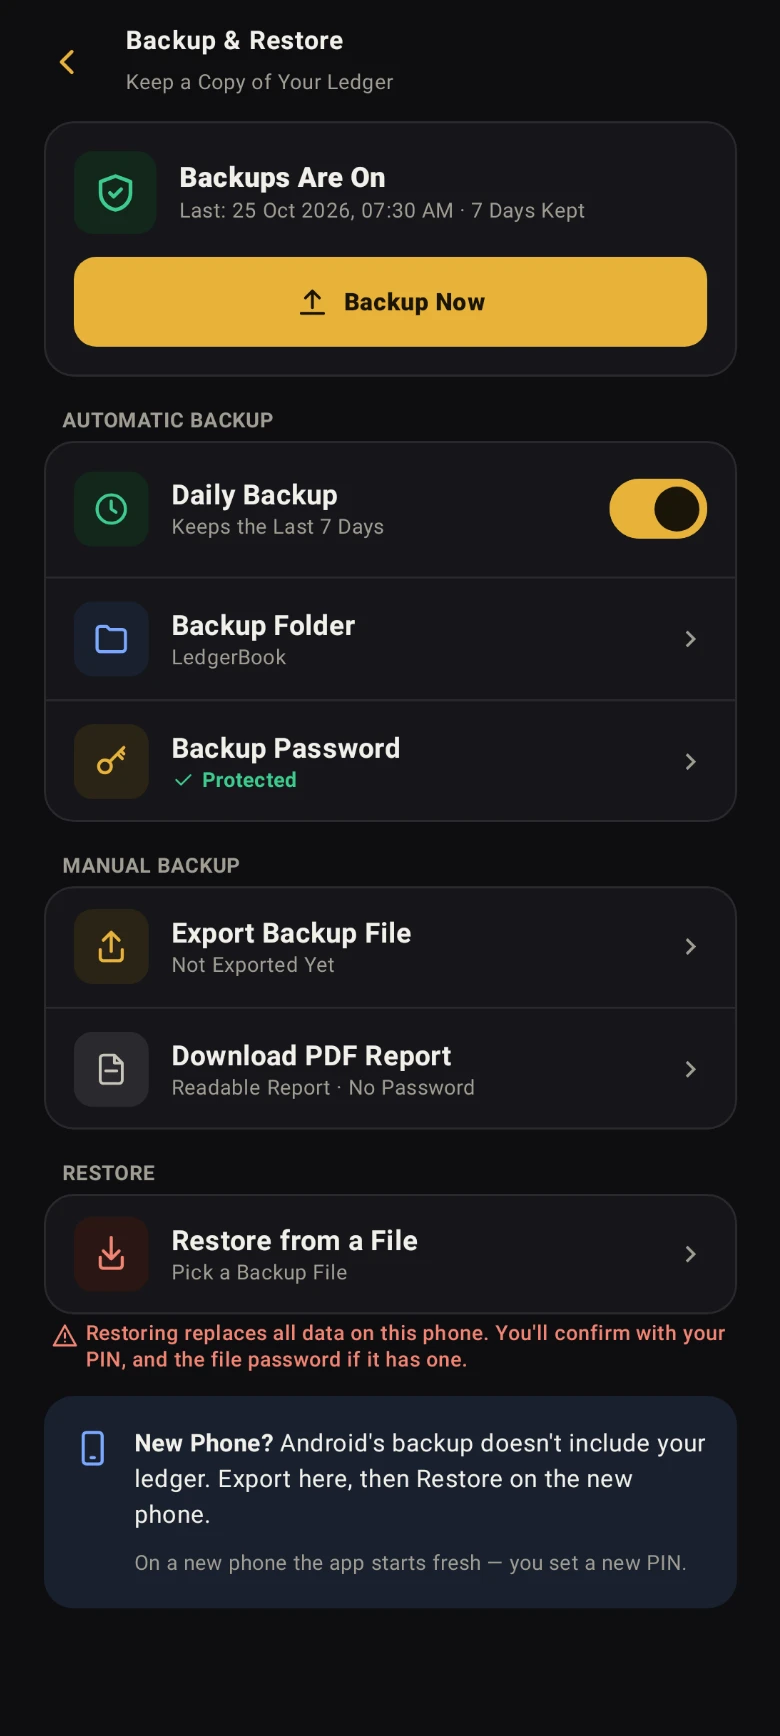 Backup & Restore
Keep a Copy of Your Ledger
Backups Are On
Last: 25 Oct 2026, 07:30 AM · 7 Days Kept
Backup Now
AUTOMATIC BACKUP
Daily Backup
Keeps the Last 7 Days
Backup Folder
LedgerBook
Backup Password
Protected
MANUAL BACKUP
Export Backup File
Not Exported Yet
Download PDF Report
Readable Report · No Password
RESTORE
Restore from a File
Pick a Backup File
Restoring replaces all data on this phone. You'll confirm with your
PIN, and the file password if it has one.
New Phone? Android's backup doesn't include your
ledger. Export here, then Restore on the new
phone.
On a new phone the app starts fresh — you set a new PIN.